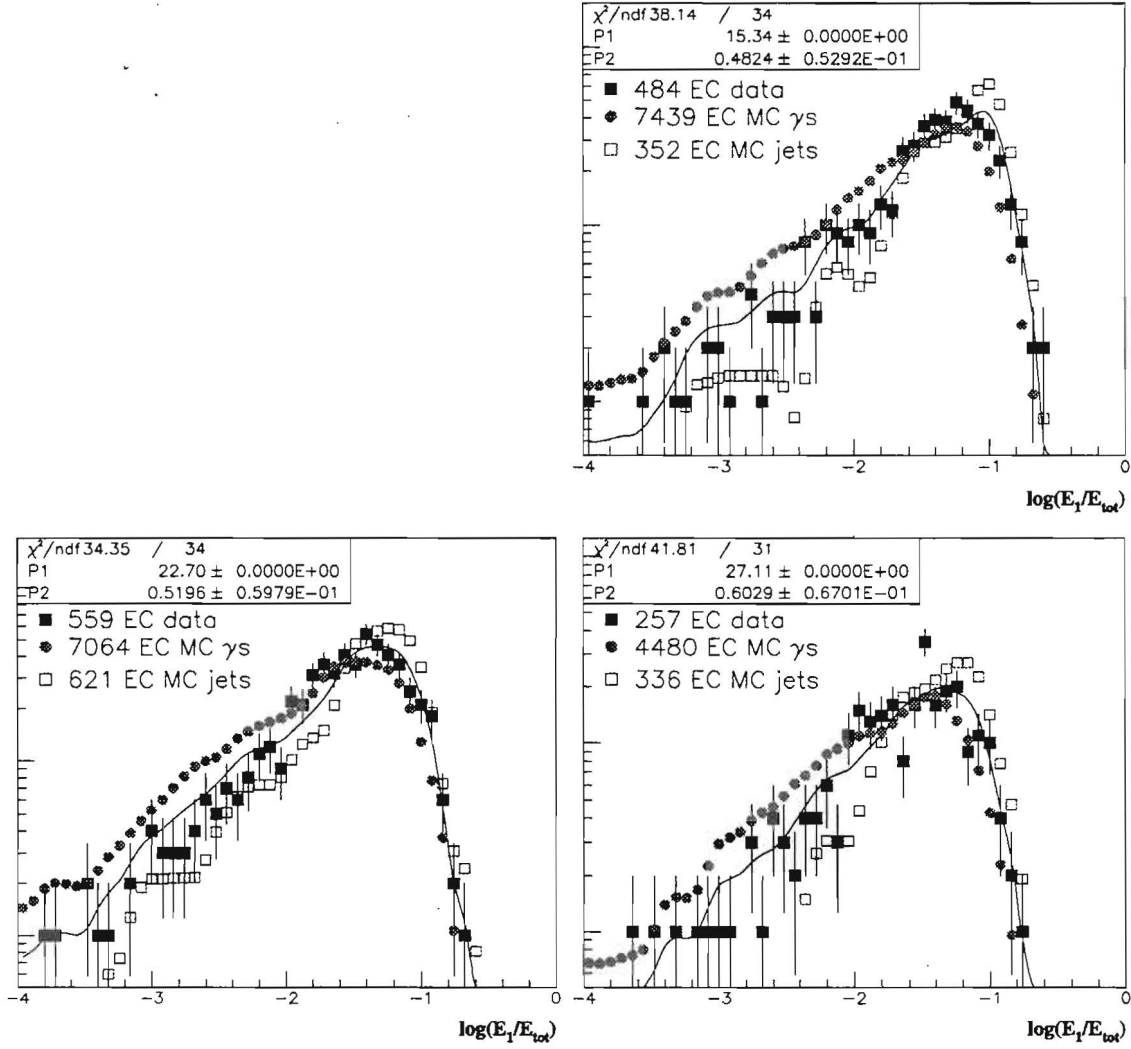 χ²/ndf 38.14 / 34
P1 15.34 ± 0.0000E+00
P2 0.4824 ± 0.5292E-01
484 EC data
7439 EC MC γs
352 EC MC jets
−4 −3 −2 −1 0
log(E₁/Eₜₒₜ)
χ²/ndf 34.35 / 34
P1 22.70 ± 0.0000E+00
P2 0.5196 ± 0.5979E-01
559 EC data
7064 EC MC γs
621 EC MC jets
−4 −3 −2 −1 0
log(E₁/Eₜₒₜ)
χ²/ndf 41.81 / 31
P1 27.11 ± 0.0000E+00
P2 0.6029 ± 0.6701E-01
257 EC data
4480 EC MC γs
336 EC MC jets
−4 −3 −2 −1 0
log(E₁/Eₜₒₜ)